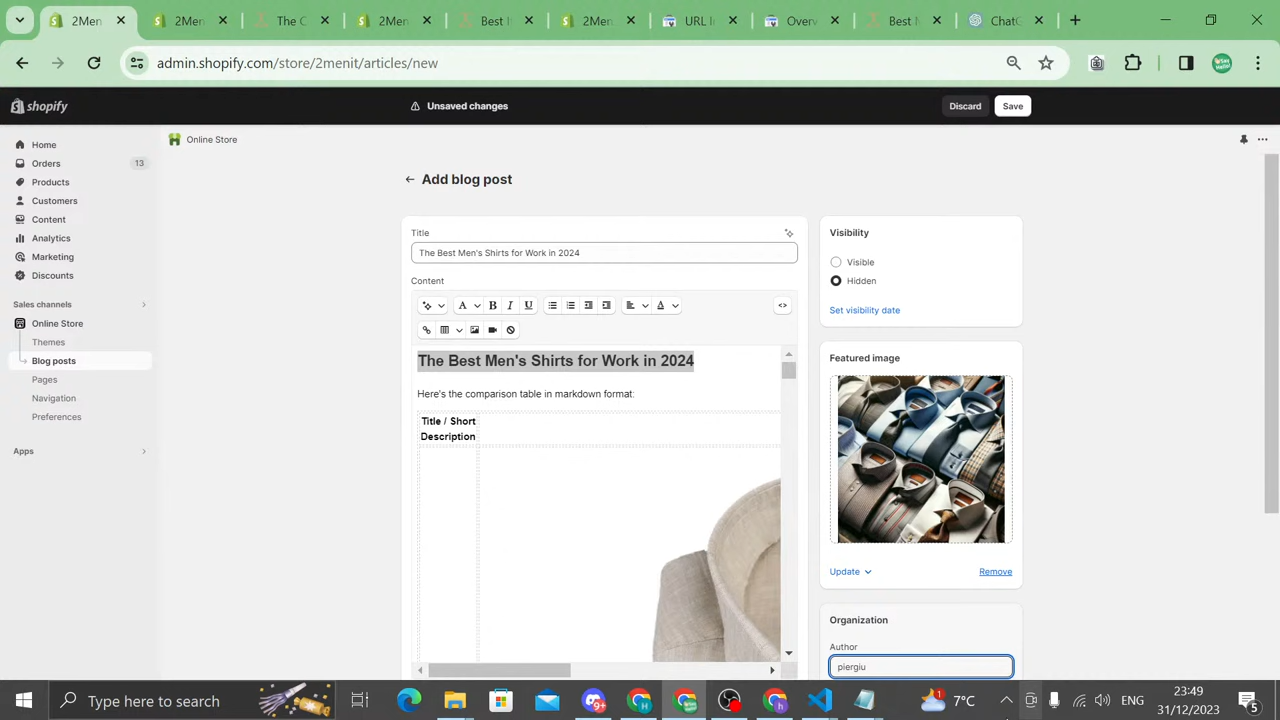 2Men
2Men
The C
2Men
Best I
2Men
URL I
Overv
Best M
ChatG
admin.shopify.com/store/2menit/articles/new
shopify
Unsaved changes
Discard
Save
Home
Orders
13
Products
Customers
Content
Analytics
Marketing
Discounts
Sales channels
Online Store
Themes
Blog posts
Pages
Navigation
Preferences
Apps
Online Store
Add blog post
Title
The Best Men's Shirts for Work in 2024
Content
A
B
I
U
A
The Best Men's Shirts for Work in 2024
Here's the comparison table in markdown format:
Title / Short
Description
Visibility
Visible
Hidden
Set visibility date
Featured image
Update
Remove
Organization
Author
piergiu
Type here to search
7°C
ENG
23:49
31/12/2023
5